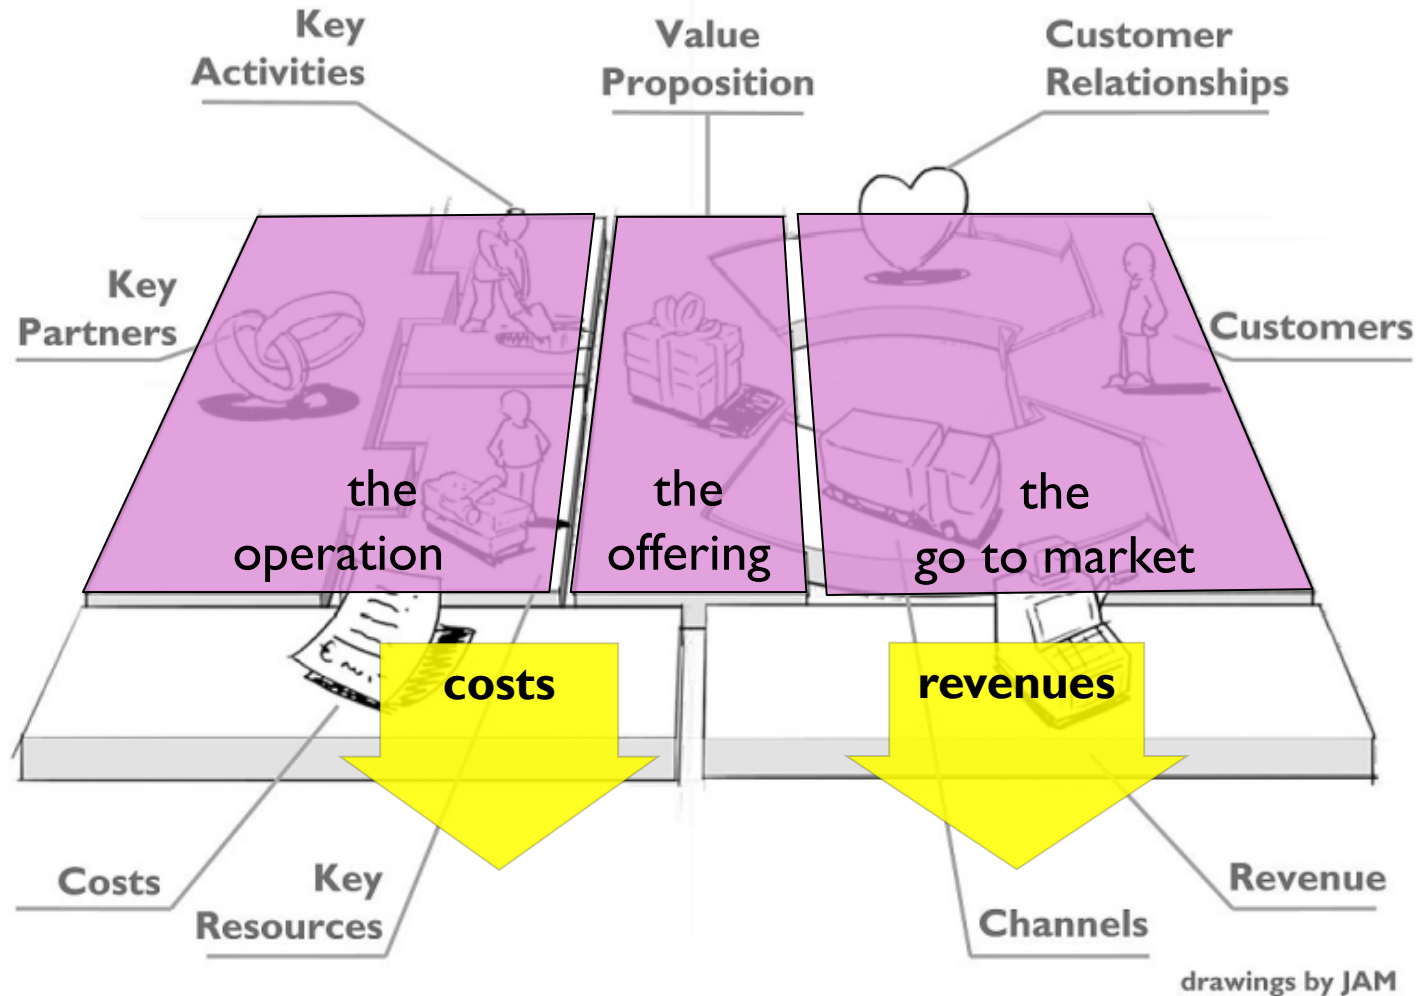 Key
Activities
Value
Proposition
Customer
Relationships
Key
Partners
Customers
the
operation
the
offering
the
go to market
€
costs
revenues
Costs
Key
Resources
Channels
Revenue
drawings by JAM